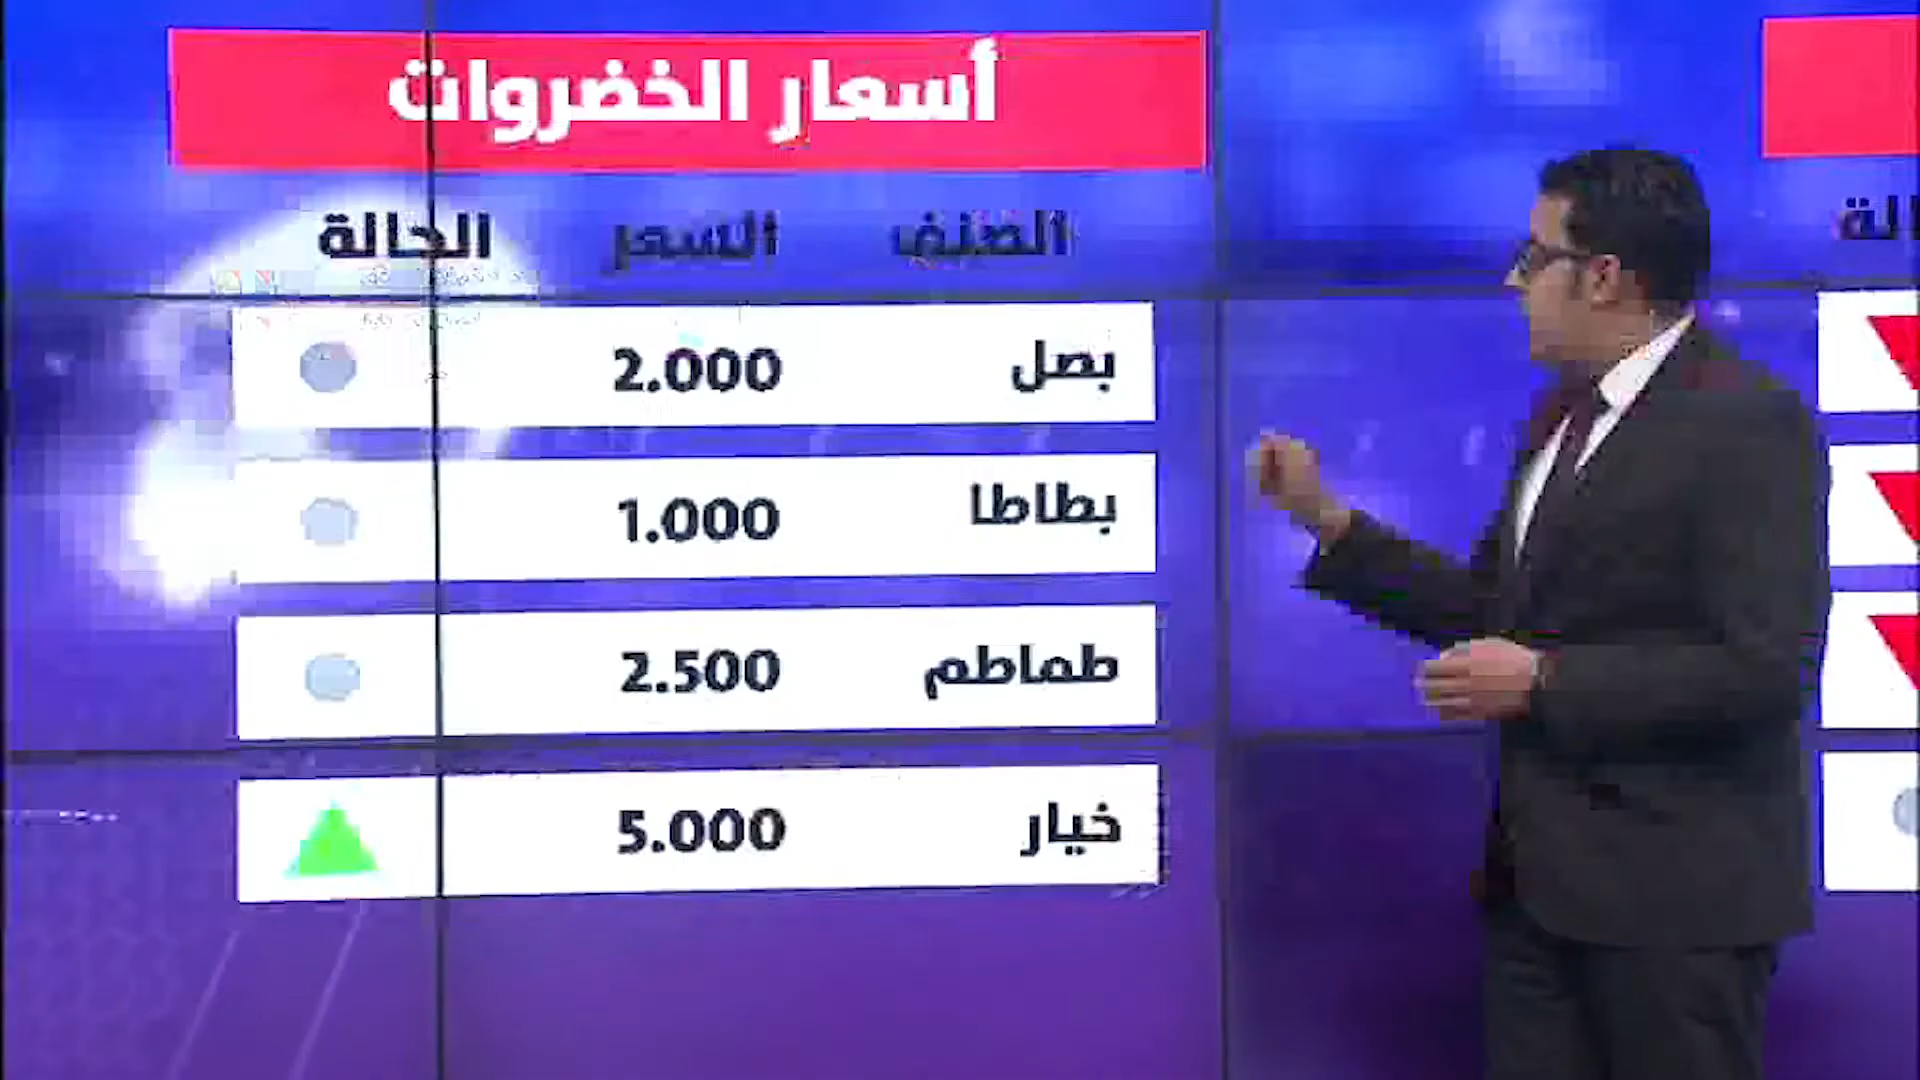 أسعار الخضروات
الصنف السعر الحالة
بصل 2.000
بطاطا 1.000
طماطم 2.500
خيار 5.000